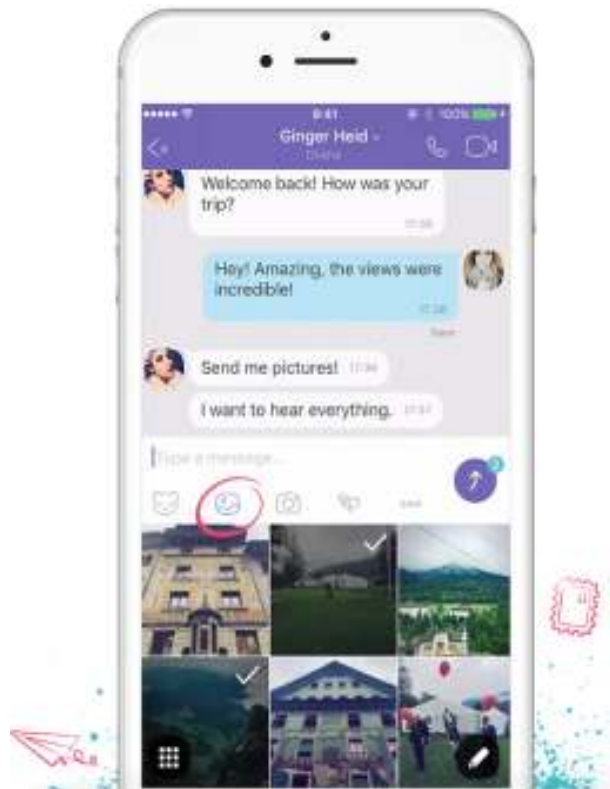 9:41
100%
Ginger Heid
Welcome back! How was your
trip?
Hey! Amazing, the views were
incredible!
Send me pictures!
I want to hear everything.
Type a message...